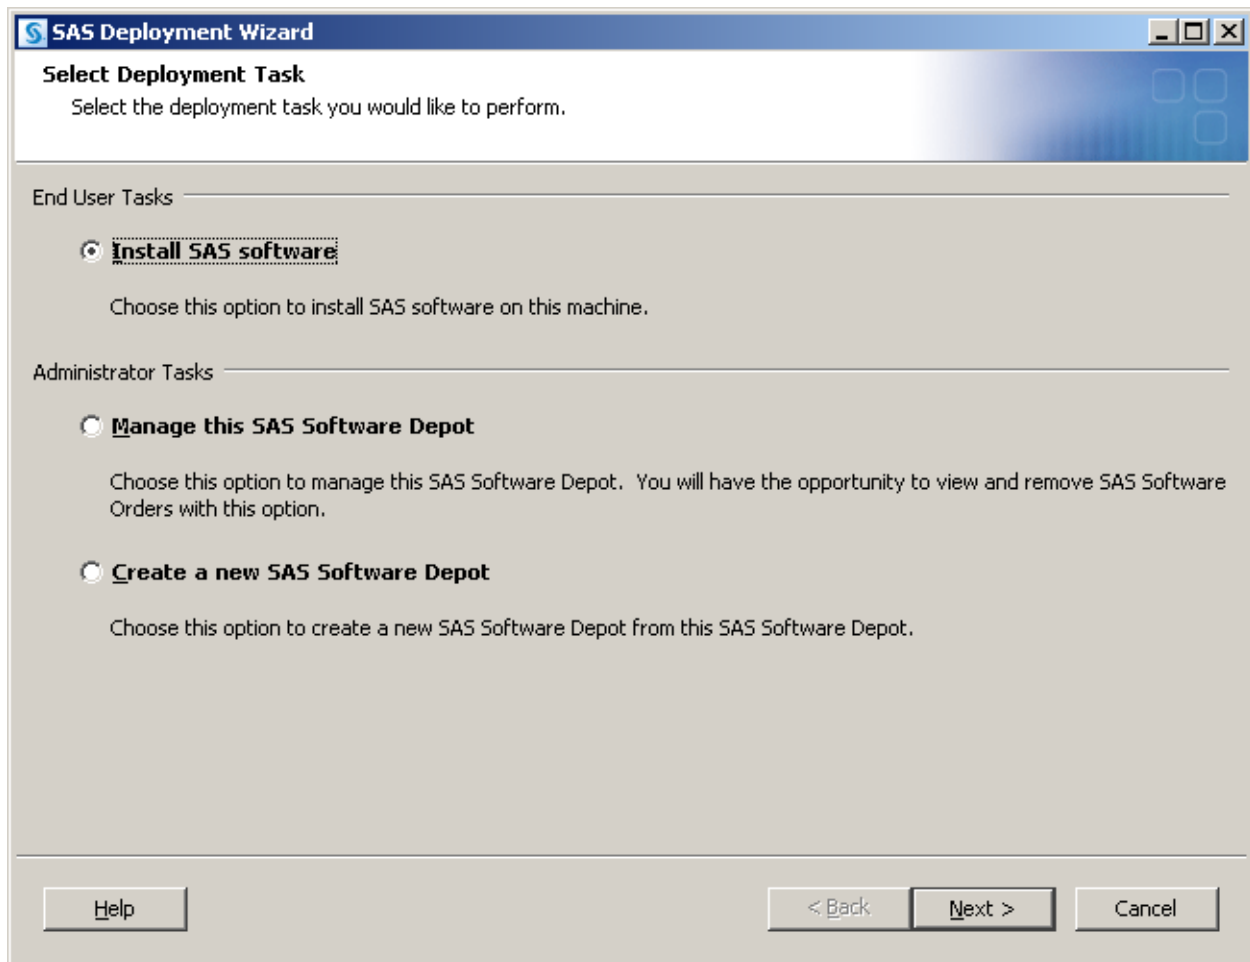 SAS Deployment Wizard
Select Deployment Task
Select the deployment task you would like to perform.
End User Tasks
Install SAS software
Choose this option to install SAS software on this machine.
Administrator Tasks
Manage this SAS Software Depot
Choose this option to manage this SAS Software Depot.  You will have the opportunity to view and remove SAS Software
Orders with this option.
Create a new SAS Software Depot
Choose this option to create a new SAS Software Depot from this SAS Software Depot.
Help
< Back
Next >
Cancel